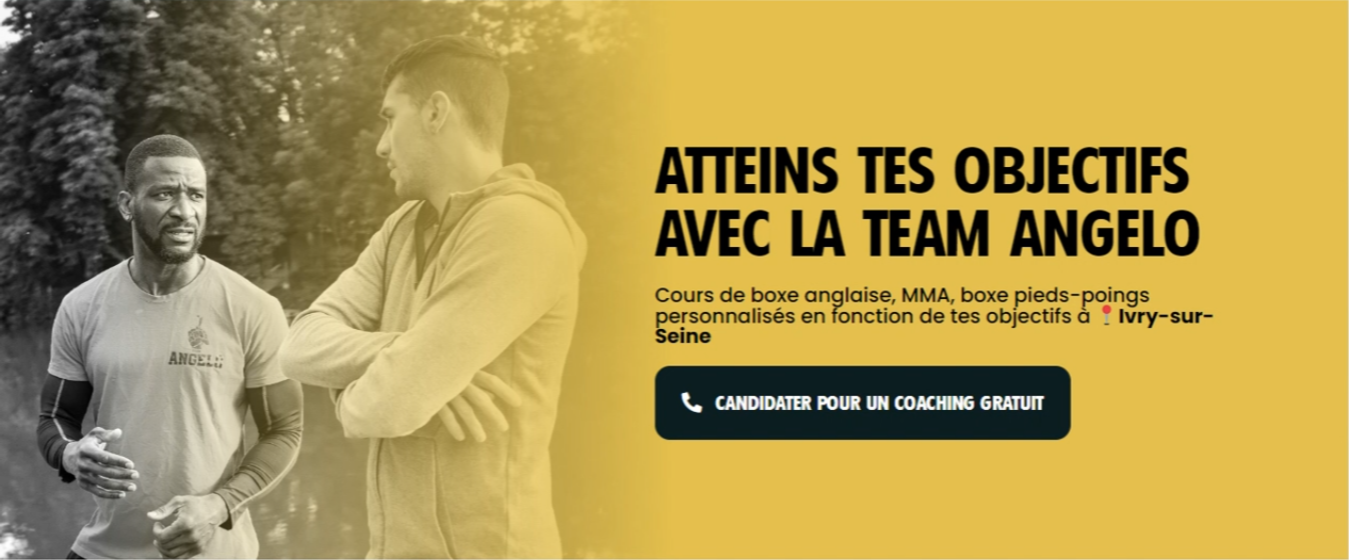 ATTEINS TES OBJECTIFS
AVEC LA TEAM ANGELO
Cours de boxe anglaise, MMA, boxe pieds-poings
personnalisés en fonction de tes objectifs à 📍Ivry-sur-
Seine
CANDIDATER POUR UN COACHING GRATUIT
ANGELO